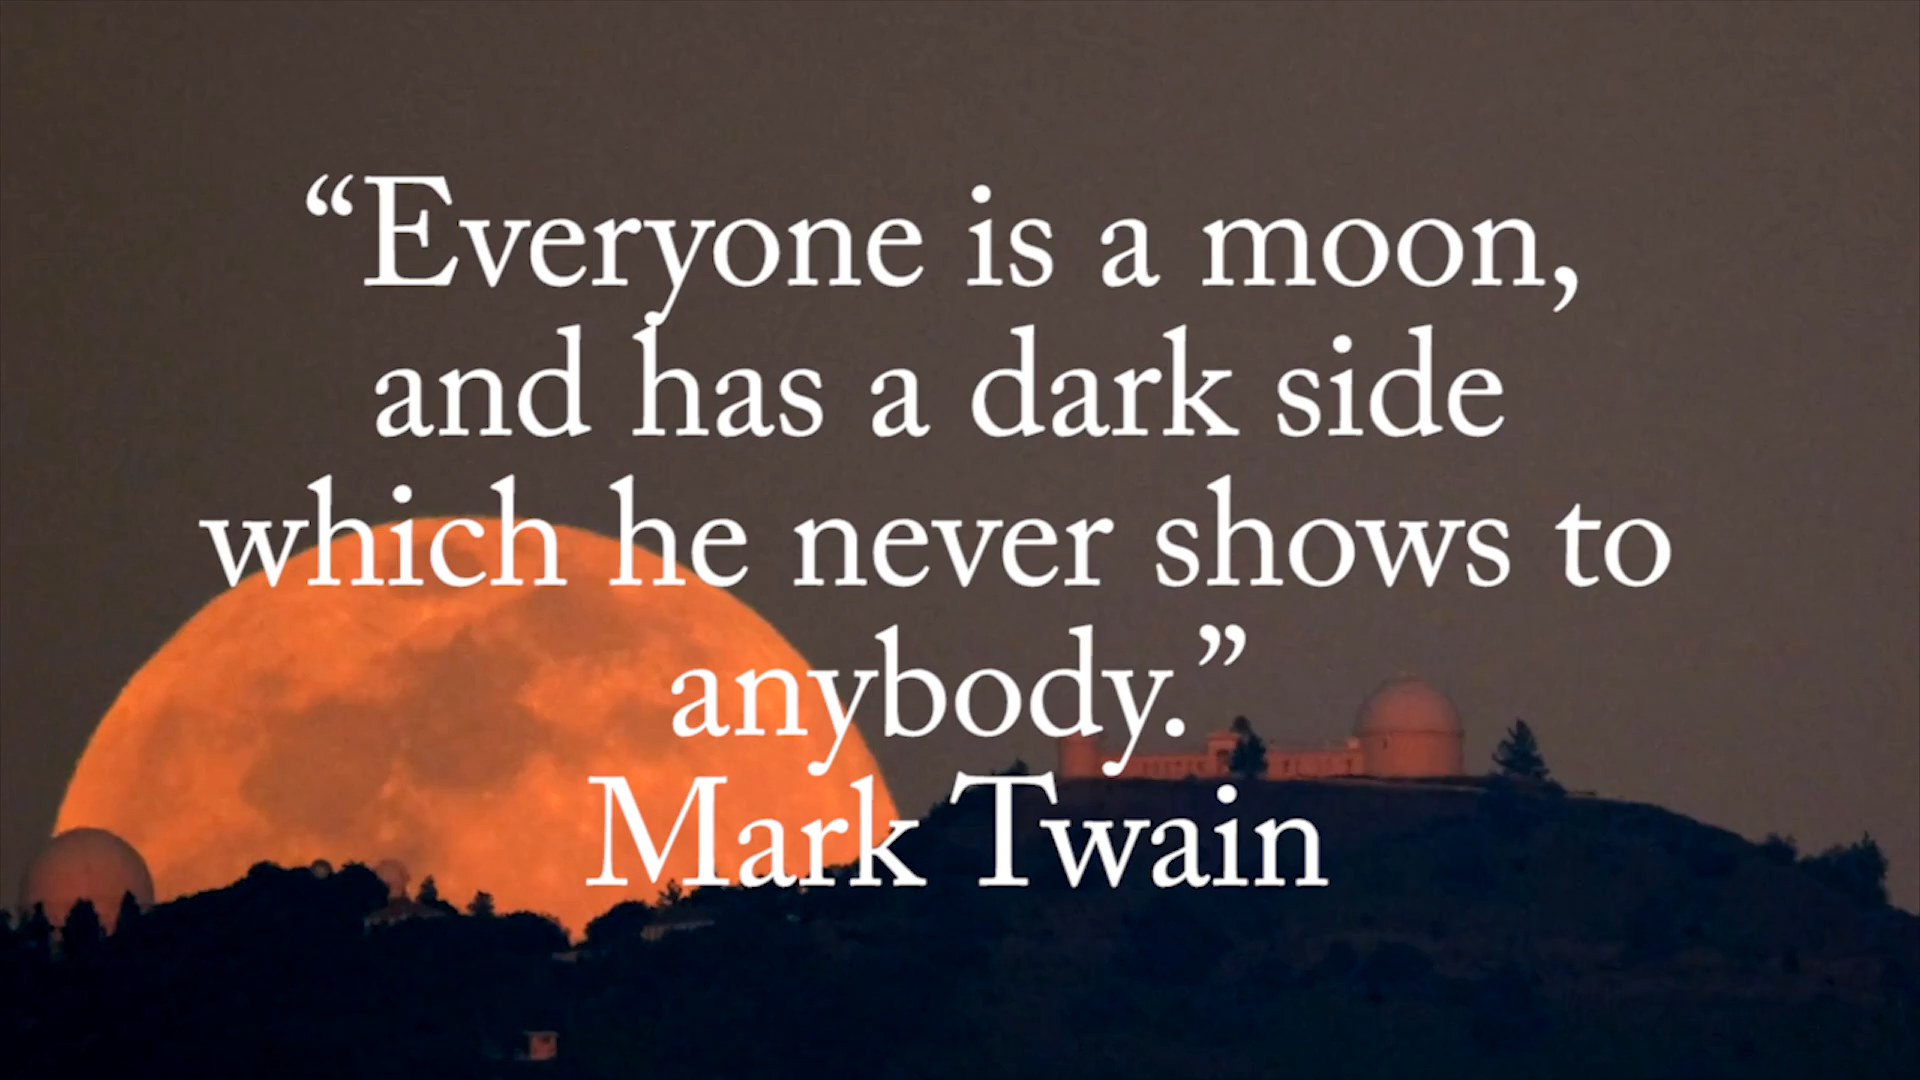 “Everyone is a moon,
and has a dark side
which he never shows to
anybody.”
Mark Twain